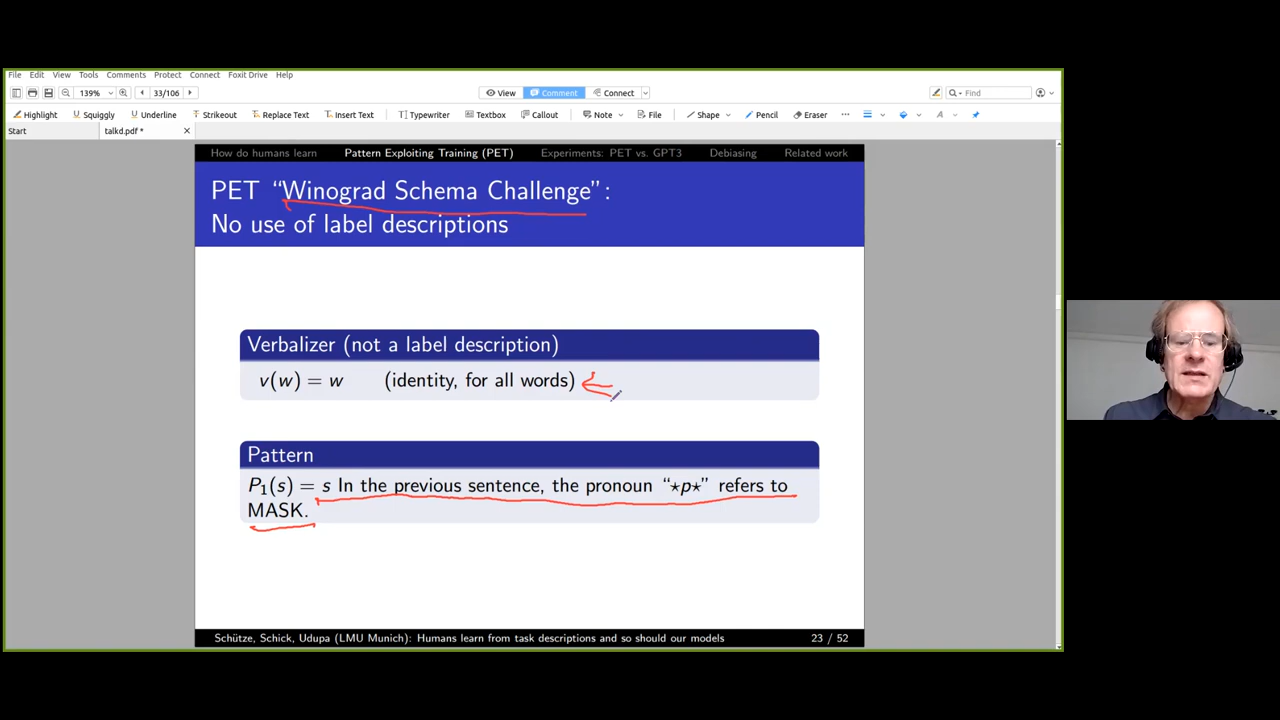 File Edit View Tools Comments Protect Connect Foxit Drive Help
139% 33/106 View Comment Connect Find
Highlight Squiggly Underline Strikeout Replace Text Insert Text Typewriter Textbox Callout Note File Shape Pencil Eraser
Start talkd.pdf *
How do humans learn Pattern Exploiting Training (PET) Experiments: PET vs. GPT3 Debiasing Related work
PET “Winograd Schema Challenge”:
No use of label descriptions
Verbalizer (not a label description)
v(w) = w (identity, for all words)
Pattern
P₁(s) = s In the previous sentence, the pronoun “⋆p⋆” refers to
MASK.
Schütze, Schick, Udupa (LMU Munich): Humans learn from task descriptions and so should our models 23 / 52